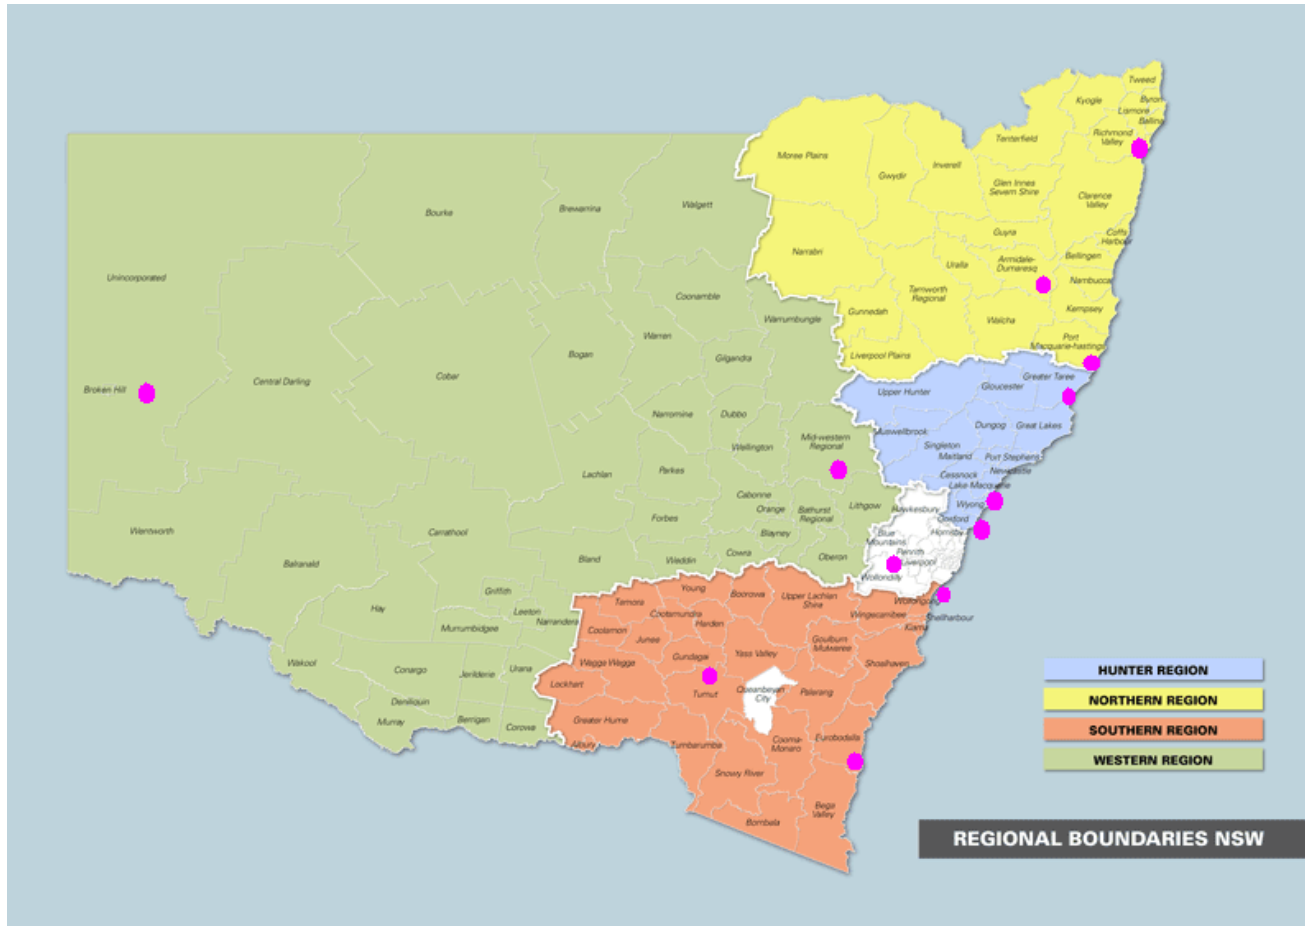 Tweed
Kyogle
Byron
Lismore
Ballina
Richmond
Valley
Tenterfield
Moree Plains
Inverell
Gwydir
Glen Innes
Severn Shire
Clarence
Valley
Walgett
Brewarrina
Bourke
Guyra
Coffs
Harbour
Narrabri
Bellingen
Armidale-
Dumaresq
Uralla
Unincorporated
Nambucca
Tamworth
Regional
Coonamble
Kempsey
Gunnedah
Walcha
Warrumbungle
Warren
Port
Macquarie-hastings
Bogan
Gilgandra
Liverpool Plains
Cobar
Central Darling
Broken Hill
Greater Taree
Gloucester
Upper Hunter
Narromine
Dubbo
Dungog
Great Lakes
Muswellbrook
Mid-western
Regional
Singleton
Wellington
Maitland
Port Stephens
Parkes
Lachlan
Newcastle
Cessnock
Lake Macquarie
Cabonne
Wyong
Lithgow
Orange
Bathurst
Regional
Hawkesbury
Forbes
Gosford
Wentworth
Carrathool
Blayney
Blue
Mountains
Hornsby
Cowra
Penrith
Bland
Weddin
Oberon
Liverpool
Balranald
Wollondilly
Griffith
Young
Boorowa
Upper Lachlan
Shire
Temora
Wollongong
Hay
Leeton
Cootamundra
Wingecarribee
Shellharbour
Narrandera
Harden
Murrumbidgee
Coolamon
Junee
Kiama
Goulburn
Mulwaree
Yass Valley
Gundagai
Wakool
Wagga Wagga
Shoalhaven
Conargo
Jerilderie
Urana
Lockhart
Tumut
Queanbeyan
City
Palerang
Deniliquin
Murray
Berrigan
Corowa
Greater Hume
Albury
Tumbarumba
Cooma-
Monaro
Eurobodalla
Snowy River
Bega
Valley
Bombala
HUNTER REGION
NORTHERN REGION
SOUTHERN REGION
WESTERN REGION
REGIONAL BOUNDARIES NSW